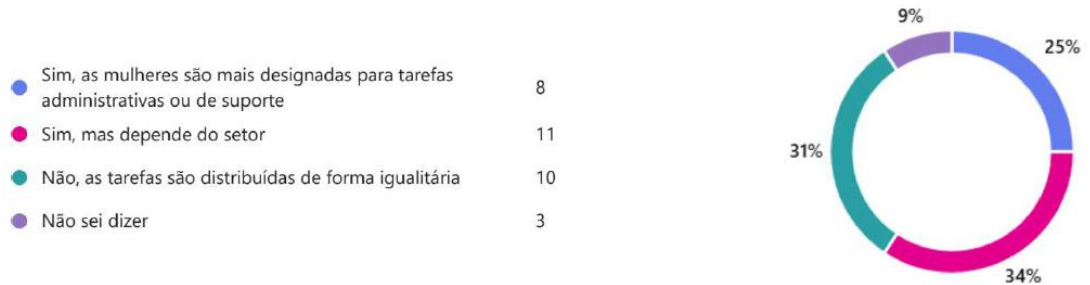 Sim, as mulheres são mais designadas para tarefas
administrativas ou de suporte 8
Sim, mas depende do setor 11
Não, as tarefas são distribuídas de forma igualitária 10
Não sei dizer 3
9%
25%
31%
34%